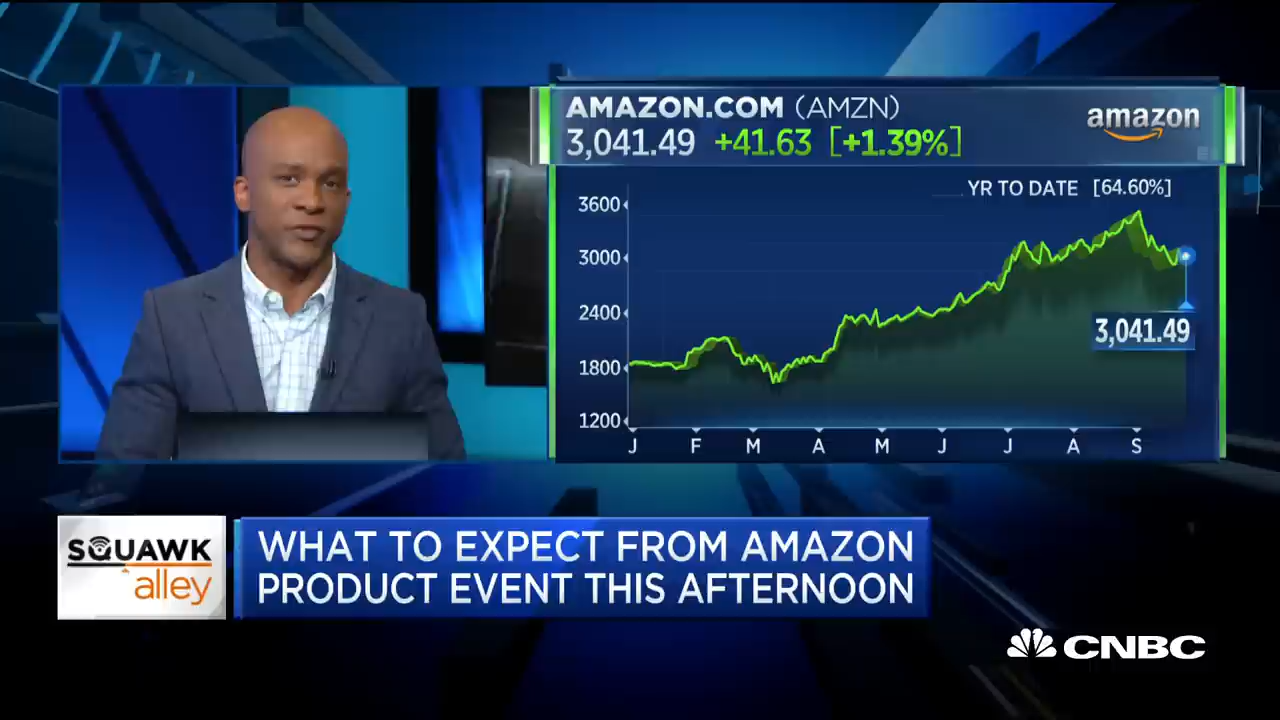 AMAZON.COM (AMZN)
3,041.49 +41.63 [+1.39%]
amazon
YR TO DATE [64.60%]
3600
3000
2400
1800
1200
3,041.49
J F M A M J J A S
SQUAWK
alley
WHAT TO EXPECT FROM AMAZON
PRODUCT EVENT THIS AFTERNOON
CNBC